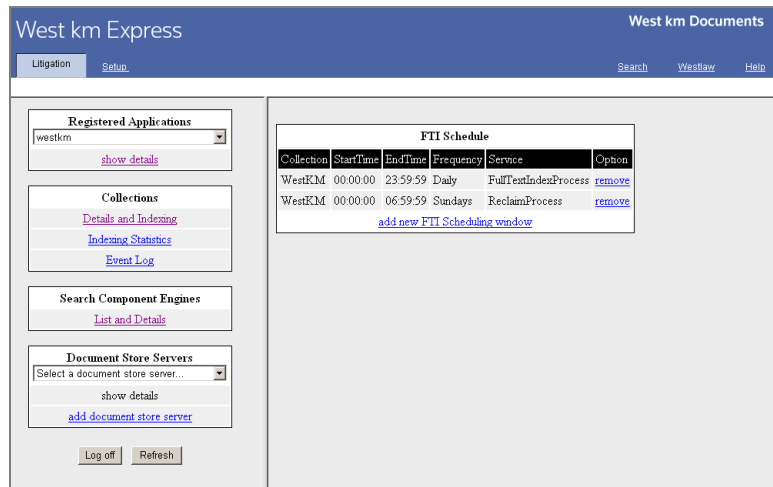 West km Express
West km Documents
Litigation
Setup
Search
Westlaw
Help
Registered Applications
westkm
show details
Collections
Details and Indexing
Indexing Statistics
Event Log
Search Component Engines
List and Details
Document Store Servers
Select a document store server...
show details
add document store server
Log off
Refresh
FTI Schedule
Collection StartTime EndTime Frequency Service Option
WestKM 00:00:00 23:59:59 Daily FullTextIndexProcess remove
WestKM 00:00:00 06:59:59 Sundays ReclaimProcess remove
add new FTI Scheduling window